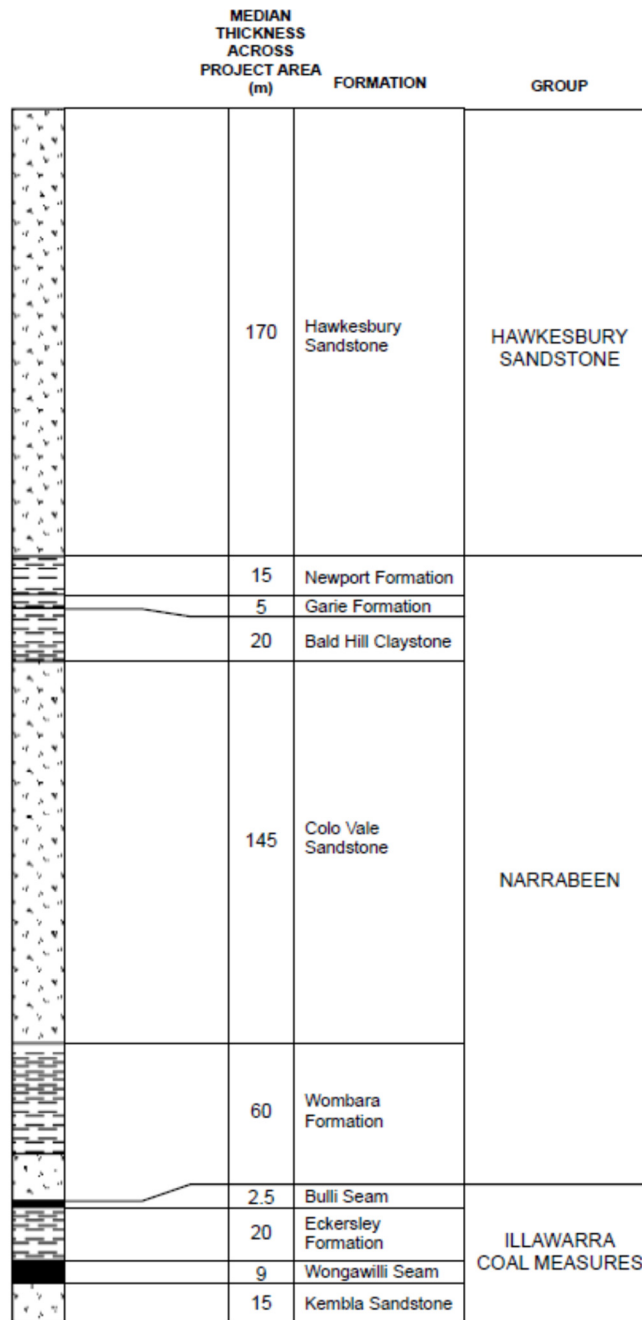 MEDIAN
THICKNESS
ACROSS
PROJECT AREA
(m)
FORMATION
GROUP
170
Hawkesbury
Sandstone
HAWKESBURY
SANDSTONE
15
Newport Formation
5
Garie Formation
20
Bald Hill Claystone
145
Colo Vale
Sandstone
NARRABEEN
60
Wombara
Formation
2.5
Bulli Seam
20
Eckersley
Formation
ILLAWARRA
COAL MEASURES
9
Wongawilli Seam
15
Kembla Sandstone